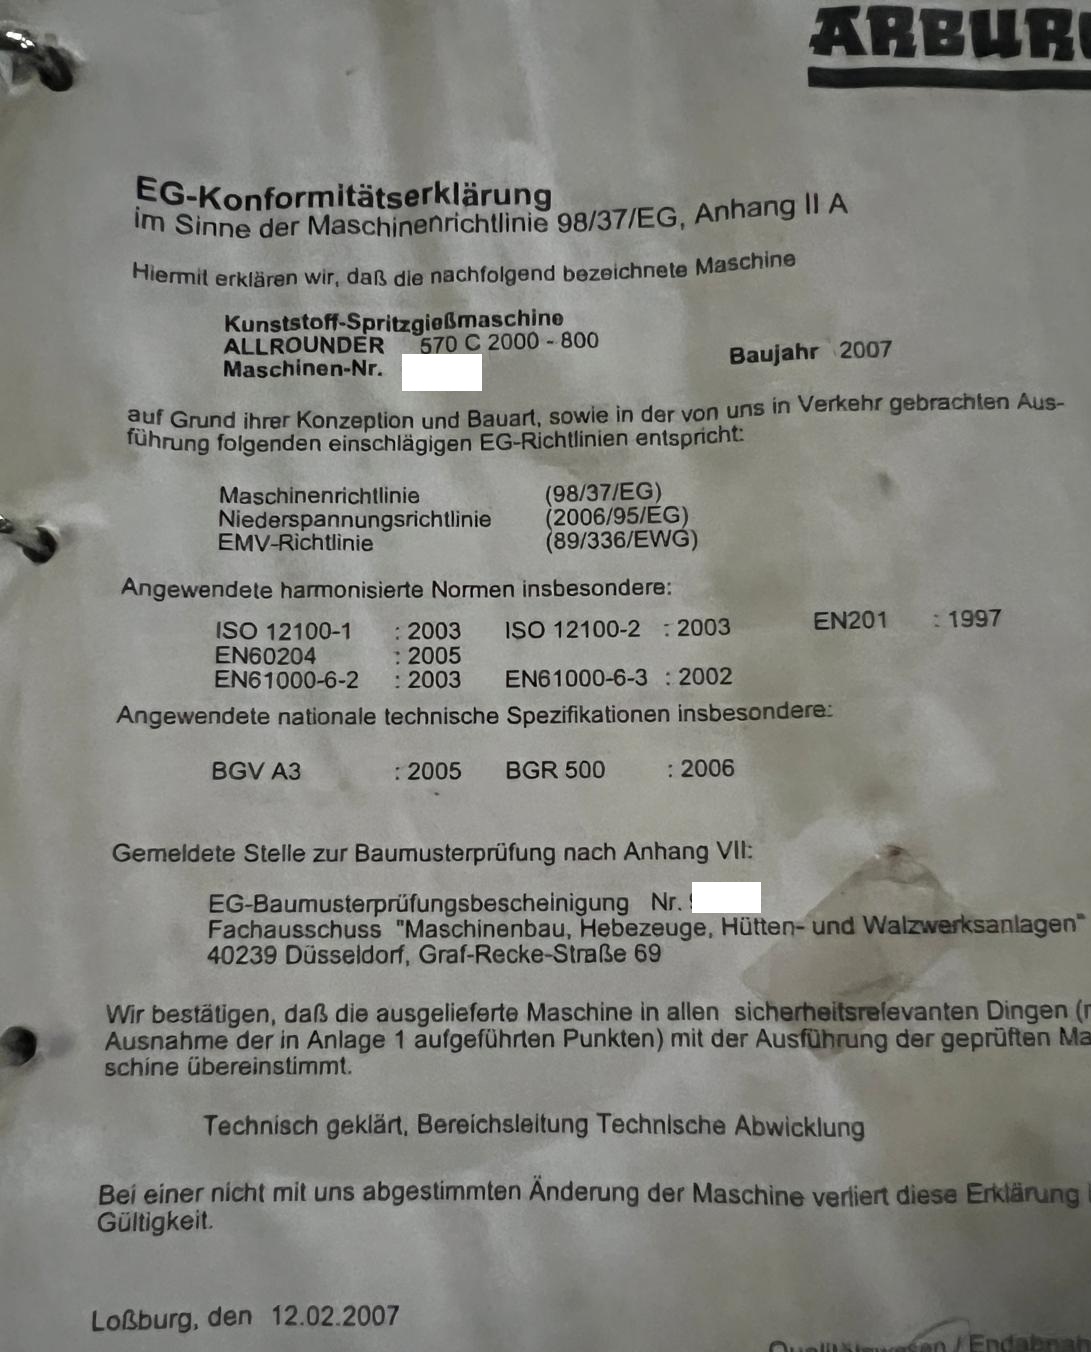 ARBUR
EG-Konformitätserklärung
im Sinne der Maschinenrichtlinie 98/37/EG, Anhang II A
Hiermit erklären wir, daß die nachfolgend bezeichnete Maschine
Kunststoff-Spritzgießmaschine
ALLROUNDER 570 C 2000 - 800
Maschinen-Nr.
Baujahr 2007
auf Grund ihrer Konzeption und Bauart, sowie in der von uns in Verkehr gebrachten Aus-
führung folgenden einschlägigen EG-Richtlinien entspricht:
Maschinenrichtlinie (98/37/EG)
Niederspannungsrichtlinie (2006/95/EG)
EMV-Richtlinie (89/336/EWG)
Angewendete harmonisierte Normen insbesondere:
ISO 12100-1 : 2003 ISO 12100-2 : 2003 EN201 : 1997
EN60204 : 2005
EN61000-6-2 : 2003 EN61000-6-3 : 2002
Angewendete nationale technische Spezifikationen insbesondere:
BGV A3 : 2005 BGR 500 : 2006
Gemeldete Stelle zur Baumusterprüfung nach Anhang VII:
EG-Baumusterprüfungsbescheinigung Nr.
Fachausschuss "Maschinenbau, Hebezeuge, Hütten- und Walzwerksanlagen"
40239 Düsseldorf, Graf-Recke-Straße 69
Wir bestätigen, daß die ausgelieferte Maschine in allen sicherheitsrelevanten Dingen
Ausnahme der in Anlage 1 aufgeführten Punkten) mit der Ausführung der geprüften Ma
schine übereinstimmt.
Technisch geklärt, Bereichsleitung Technische Abwicklung
Bei einer nicht mit uns abgestimmten Änderung der Maschine verliert diese Erklärung
Gültigkeit.
Loßburg, den 12.02.2007